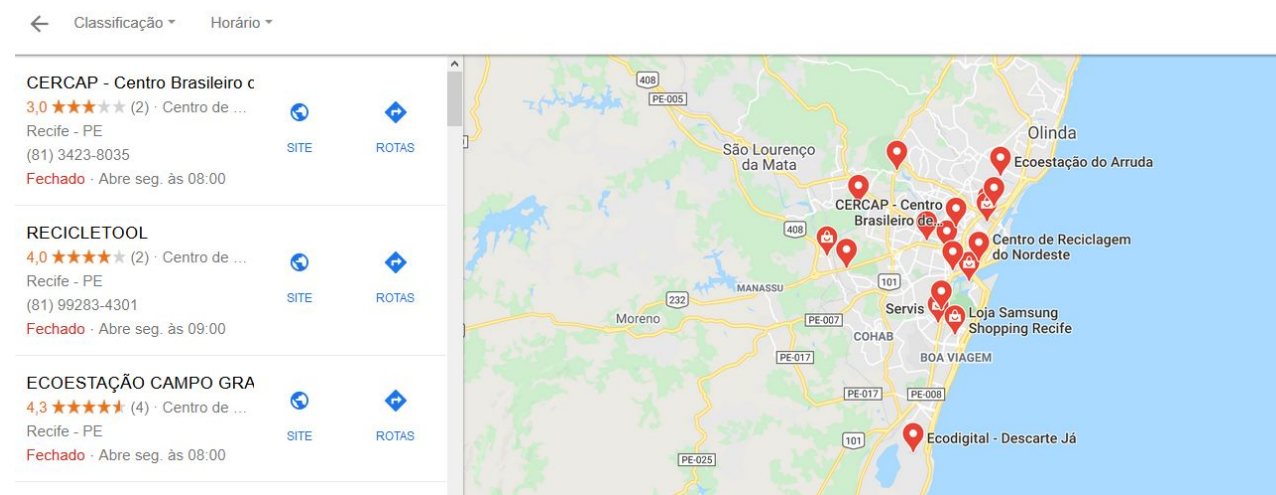 Classificação Horário
CERCAP - Centro Brasileiro c
3,0 (2) · Centro de ...
Recife - PE
(81) 3423-8035
Fechado · Abre seg. às 08:00
SITE
ROTAS
RECICLETOOL
4,0 (2) · Centro de ...
Recife - PE
(81) 99283-4301
Fechado · Abre seg. às 09:00
SITE
ROTAS
ECOESTAÇÃO CAMPO GRA
4,3 (4) · Centro de ...
Recife - PE
Fechado · Abre seg. às 08:00
SITE
ROTAS
408
PE-005
Olinda
São Lourenço
da Mata
Ecoestação do Arruda
CERCAP - Centro
Brasileiro de...
408
Centro de Reciclagem
do Nordeste
101
MANASSU
232
Moreno
PE-007
Servis
Loja Samsung
Shopping Recife
COHAB
PE-017
BOA VIAGEM
PE-017
PE-008
101
Ecodigital - Descarte Já
PE-025